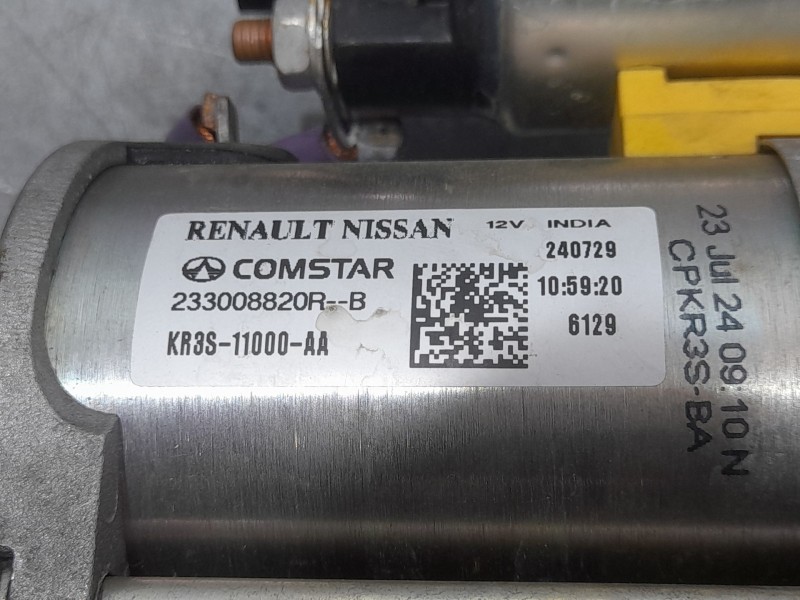 RENAULT NISSAN 12V INDIA
240729
COMSTAR
10:59:20
233008820R--B
6129
KR3S-11000-AA
23 Jul 24 09:10 N
CPKR3S-BA